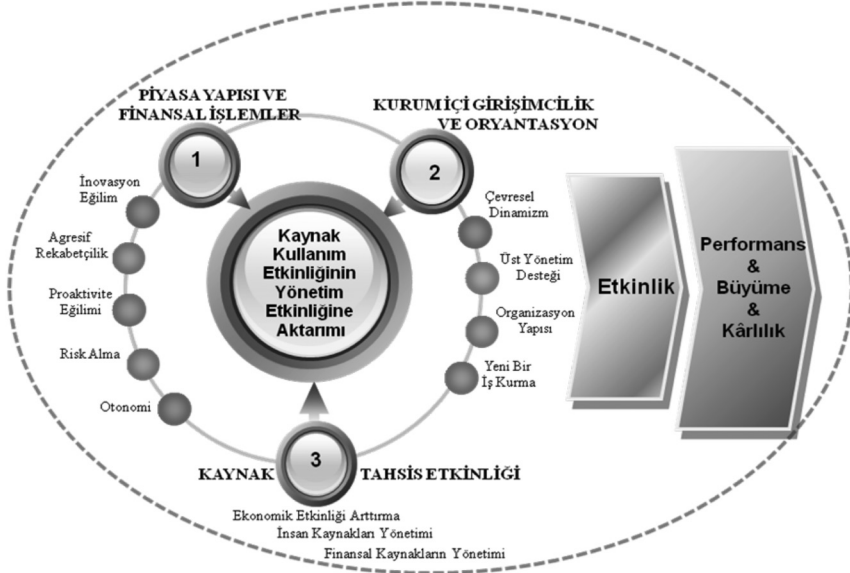 PİYASA YAPISI VE
FİNANSAL İŞLEMLER
1
İnovasyon
Eğilim
Agresif
Rekabetçilik
Proaktivite
Eğilimi
Risk Alma
Otonomi
KURUM İÇİ GİRİŞİMCİLİK
VE ORYANTASYON
2
Çevresel
Dinamizm
Üst Yönetim
Desteği
Organizasyon
Yapısı
Yeni Bir
İş Kurma
Kaynak
Kullanım
Etkinliğinin
Yönetim
Etkinliğine
Aktarımı
3
KAYNAK TAHSİS ETKİNLİĞİ
Ekonomik Etkinliği Arttırma
İnsan Kaynakları Yönetimi
Finansal Kaynakların Yönetimi
Etkinlik
Performans
&
Büyüme
&
Kârlılık